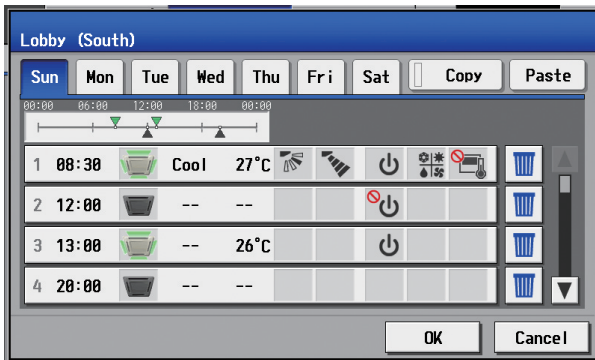 Lobby (South)
Sun Mon Tue Wed Thu Fri Sat Copy Paste
00:00 06:00 12:00 18:00 00:00
1 08:30 Cool 27°C
2 12:00 -- --
3 13:00 -- 26°C
4 20:00 -- --
OK Cancel